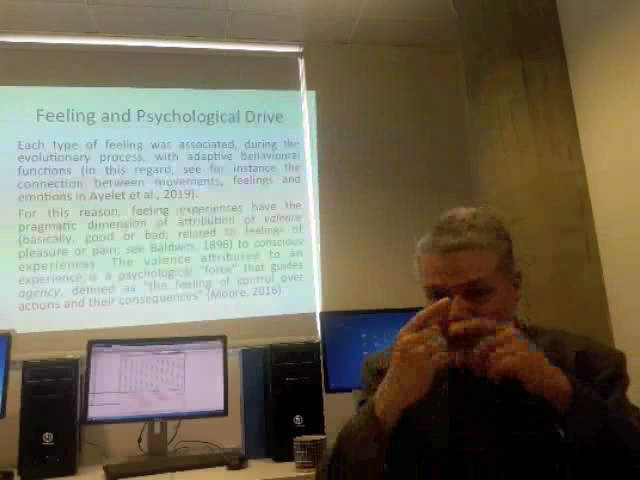 Feeling and Psychological Drive
Each type of feeling was associated, during the
evolutionary process, with adaptive behavioural
functions (in this regard, see for instance the
connection between movements, feelings and
emotions in Ayelet et al., 2019).
For this reason, feeling experiences have the
pragmatic dimension of attribution of valence
(basically, good or bad; related to feelings of
pleasure or pain; see Baldwin, 1896) to conscious
experiences. The valence attributed to an
experience is a psychological "force" that guides
agency, defined as "the feeling of control over
actions and their consequences" (Moore, 2016).